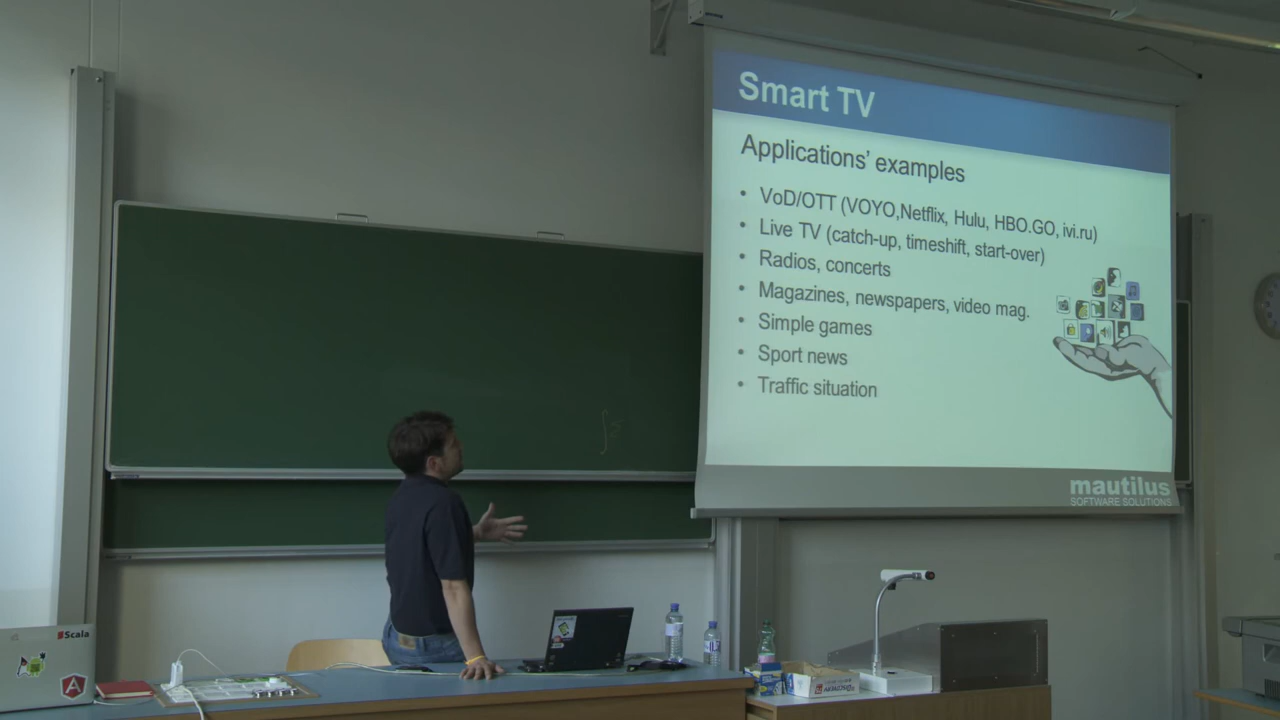 Smart TV
Applications' examples
• VoD/OTT (VOYO,Netflix, Hulu, HBO.GO, ivi.ru)
• Live TV (catch-up, timeshift, start-over)
• Radios, concerts
• Magazines, newspapers, video mag.
• Simple games
• Sport news
• Traffic situation
mautilus
SOFTWARE SOLUTIONS
Scala